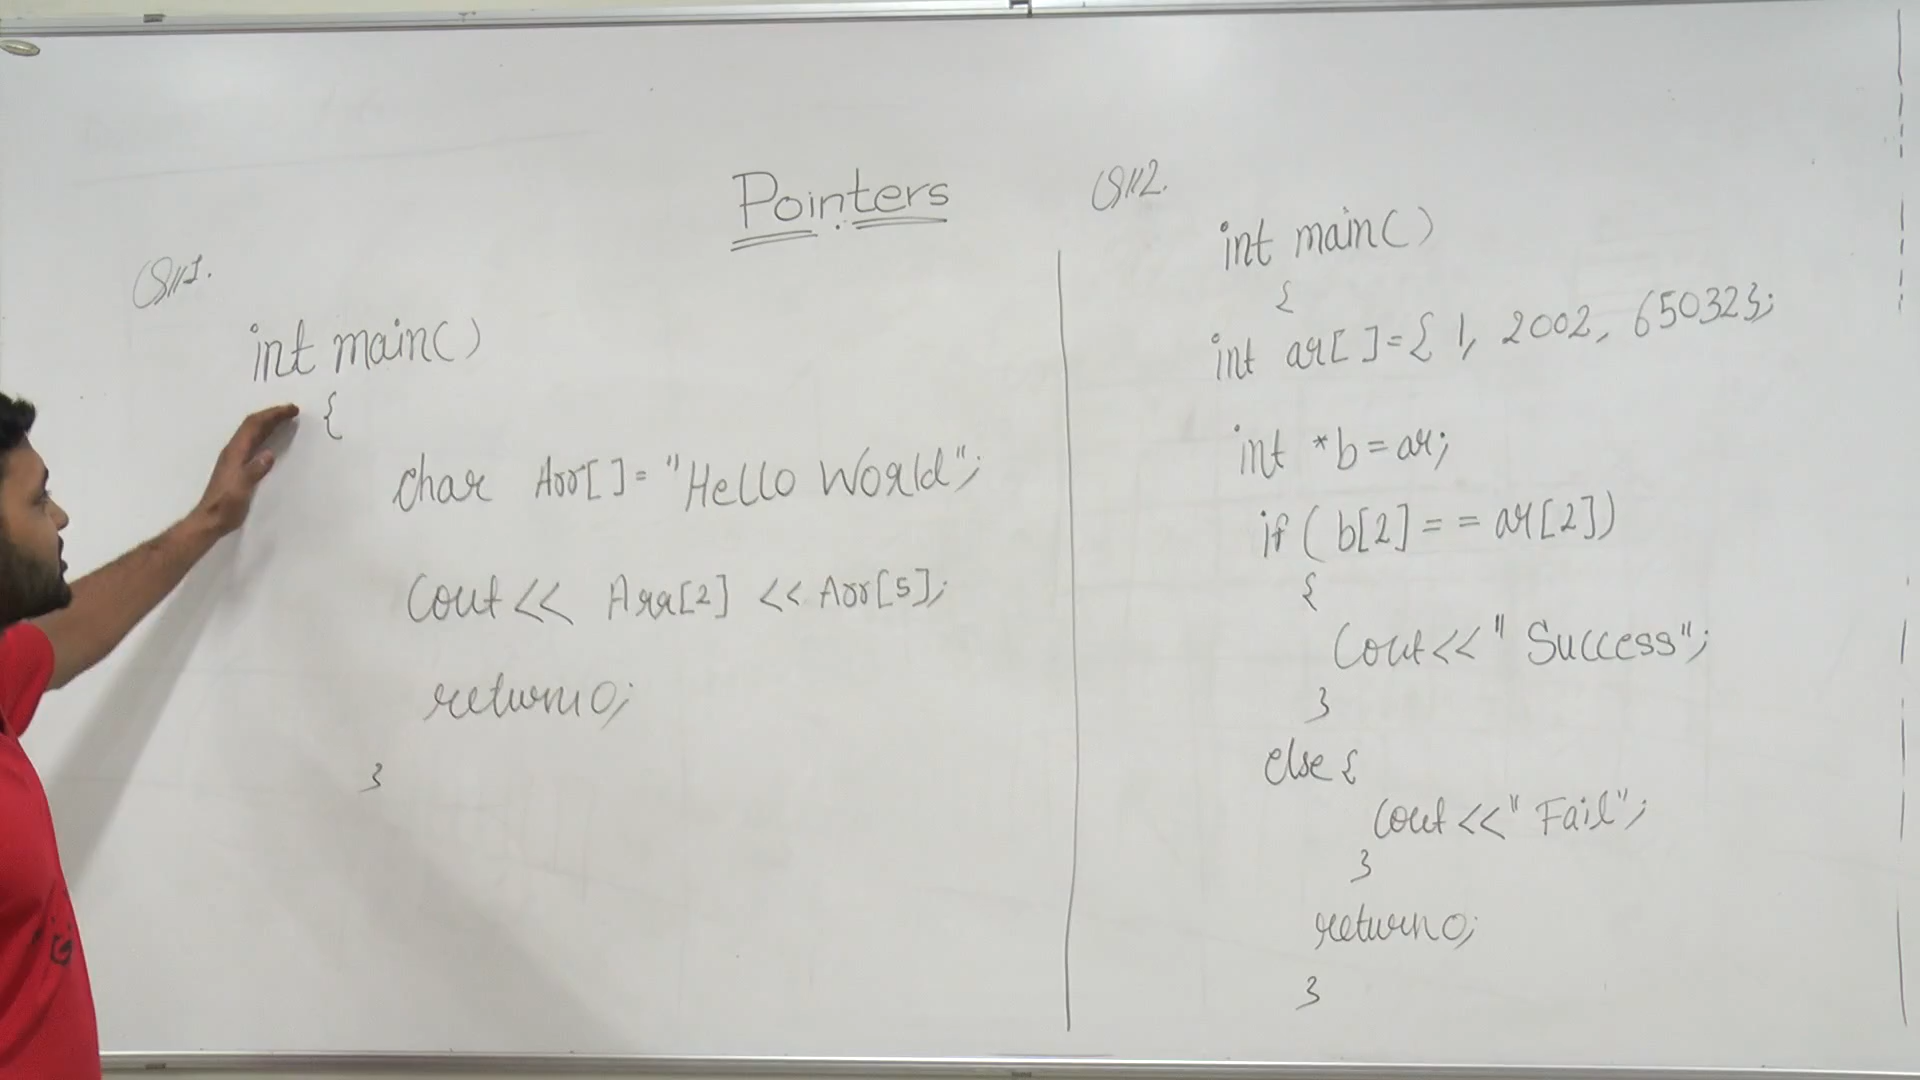 Pointers
Q.1.
int main()
{
char Arr[]="Hello World";
Cout<< Arr[2] <<Arr[5];
return 0;
}
Q.2.
int main()
{
int ar[]={ 1, 2002, 65032};
int *b=ar;
if( b[2]== ar[2])
{
Cout<<" Success";
}
else{
Cout<<" Fail";
}
return 0;
}